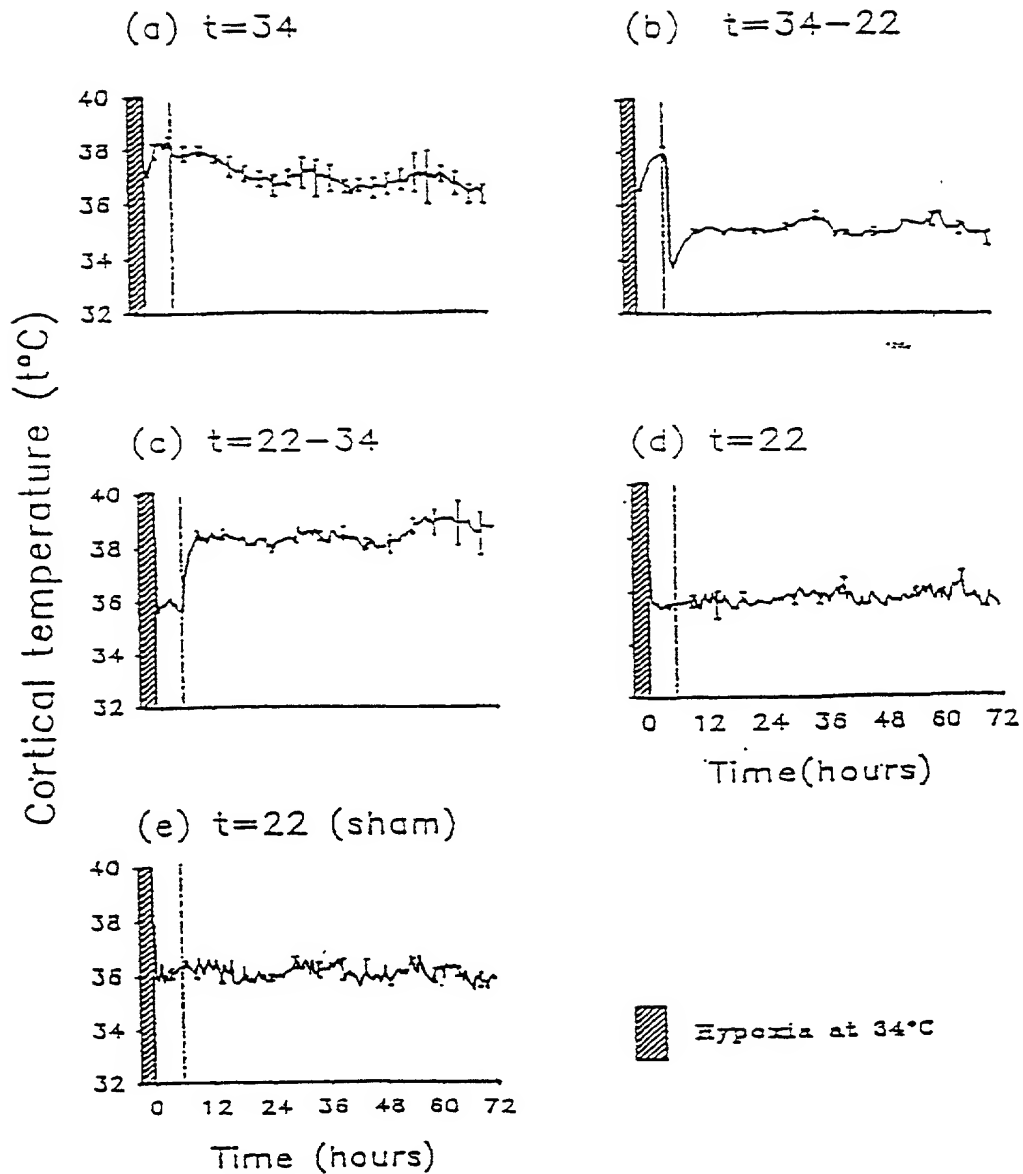 (a) t=34
(b) t=34-22
40
38
36
34
32
Cortical temperature (t°C)
(c) t=22-34
(d) t=22
40
38
36
34
32
0 12 24 36 48 60 72
Time(hours)
(e) t=22 (sham)
40
38
36
34
32
0 12 24 36 48 60 72
Time (hours)
Hypoxia at 34°C